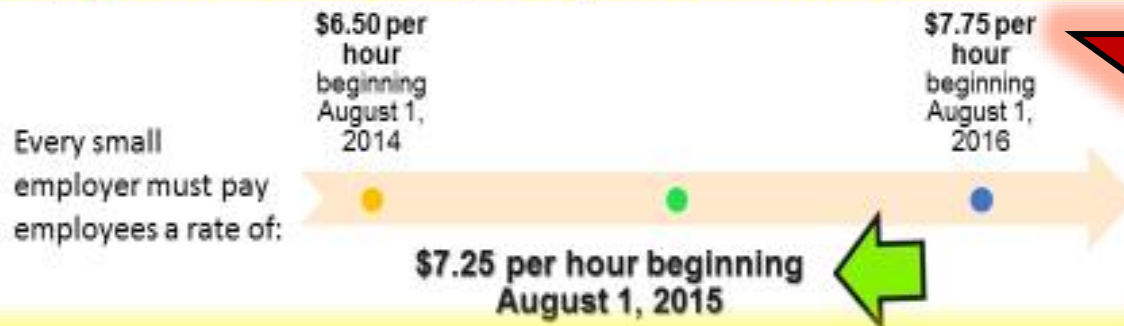 $6.50 per
hour
beginning
August 1,
2014
$7.75 per
hour
beginning
August 1,
2016
Every small
employer must pay
employees a rate of:
$7.25 per hour beginning
August 1, 2015